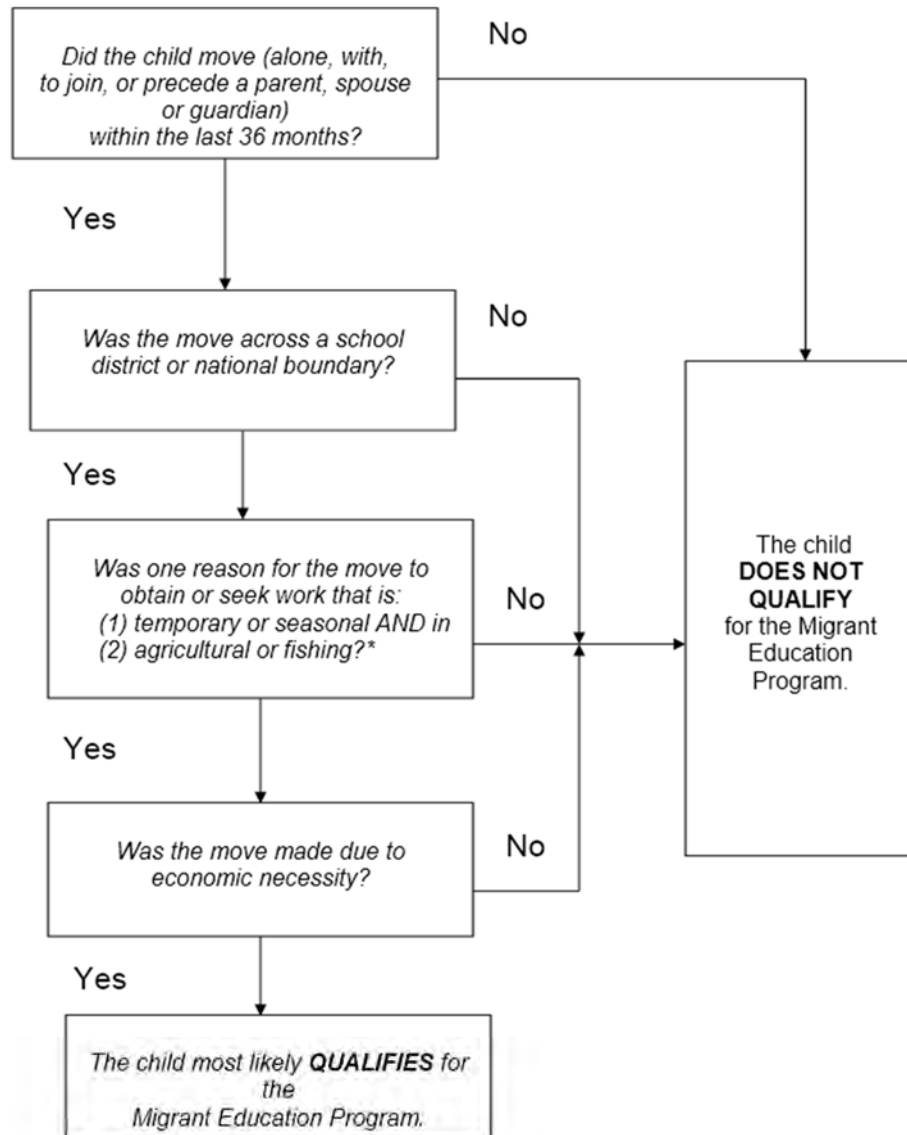 No
Did the child move (alone, with,
to join, or precede a parent, spouse
or guardian)
within the last 36 months?
Yes
No
Was the move across a school
district or national boundary?
Yes
Was one reason for the move to
obtain or seek work that is:
(1) temporary or seasonal AND in
(2) agricultural or fishing?*
No
The child
DOES NOT
QUALIFY
for the Migrant
Education
Program.
Yes
Was the move made due to
economic necessity?
No
Yes
The child most likely QUALIFIES for
the
Migrant Education Program.